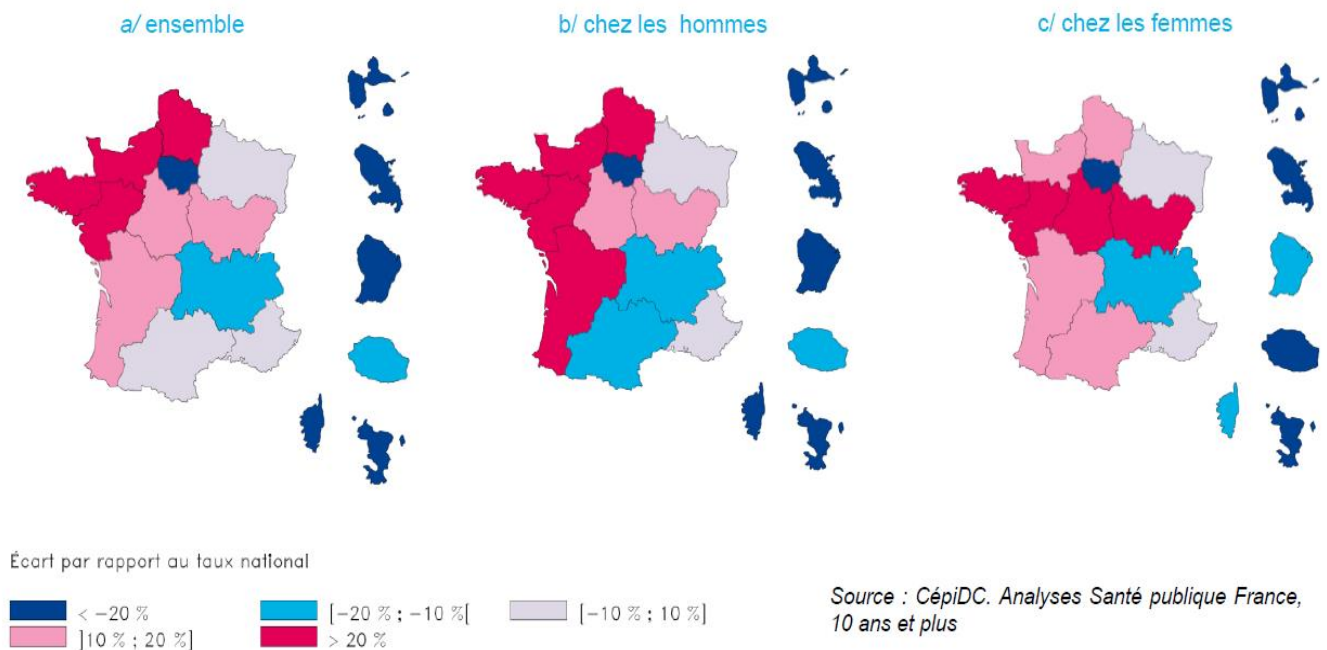 a/ ensemble
b/ chez les hommes
c/ chez les femmes
Écart par rapport au taux national
< −20 %
[−20 % ; −10 %[
[−10 % ; 10 %]
]10 % ; 20 %]
> 20 %
Source : CépiDC. Analyses Santé publique France,
10 ans et plus